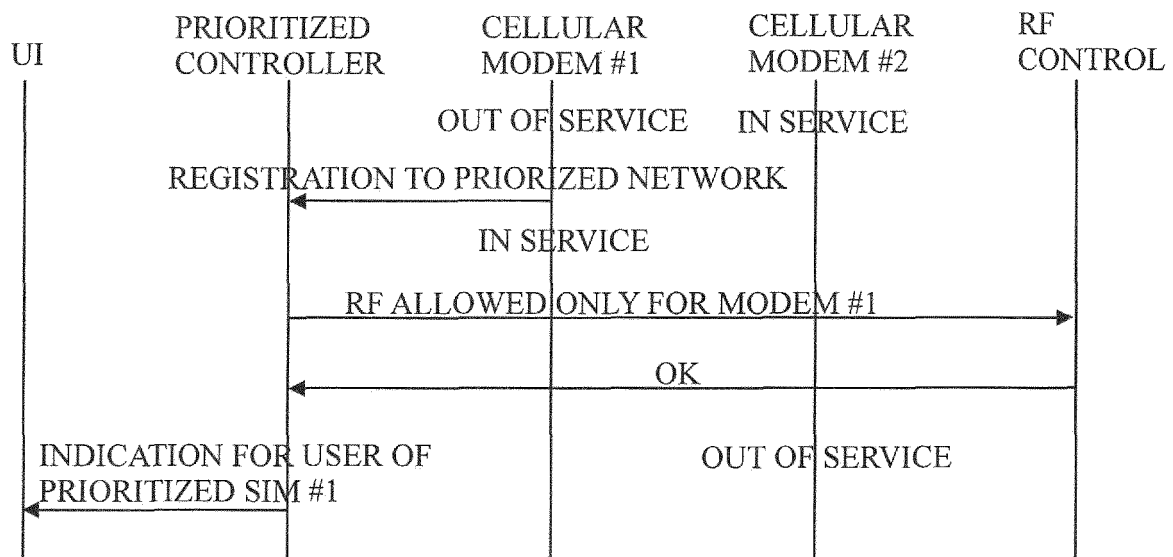 UI
PRIORITIZED
CONTROLLER
CELLULAR
MODEM #1
CELLULAR
MODEM #2
RF
CONTROL
OUT OF SERVICE
IN SERVICE
REGISTRATION TO PRIORIZED NETWORK
IN SERVICE
RF ALLOWED ONLY FOR MODEM #1
OK
INDICATION FOR USER OF
PRIORITIZED SIM #1
OUT OF SERVICE